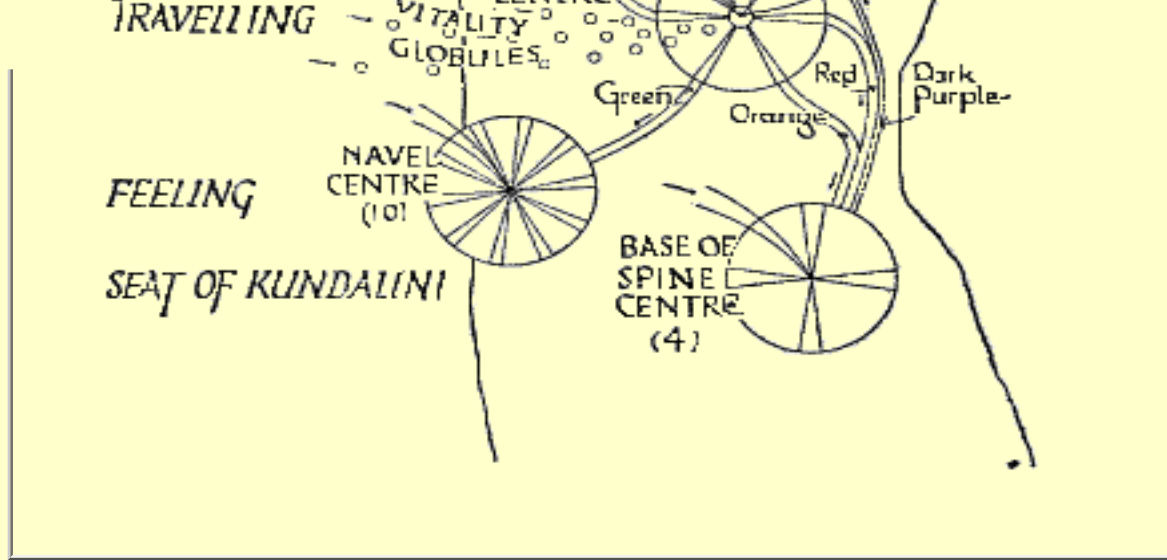 TRAVELLING
VITALITY
GLOBULES
Green
Red
Dark
Purple
Orange
NAVEL
CENTRE
(10)
FEELING
BASE OF
SPINE
CENTRE
(4)
SEAT OF KUNDALINI